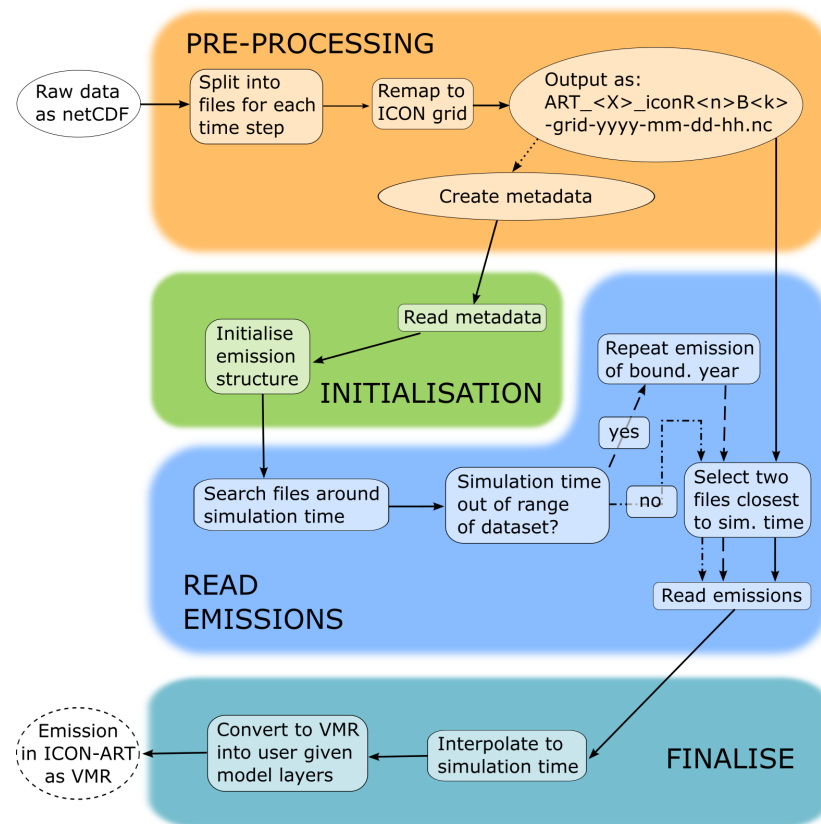 PRE-PROCESSING
Raw data
as netCDF
Split into
files for each
time step
Remap to
ICON grid
Output as:
ART_<X>_iconR<n>B<k>
-grid-yyyy-mm-dd-hh.nc
Create metadata
Read metadata
Initialise
emission
structure
INITIALISATION
Repeat emission
of bound. year
yes
no
Search files around
simulation time
Simulation time
out of range
of dataset?
Select two
files closest
to sim. time
READ
EMISSIONS
Read emissions
Emission
in ICON-ART
as VMR
Convert to VMR
into user given
model layers
Interpolate to
simulation time
FINALISE